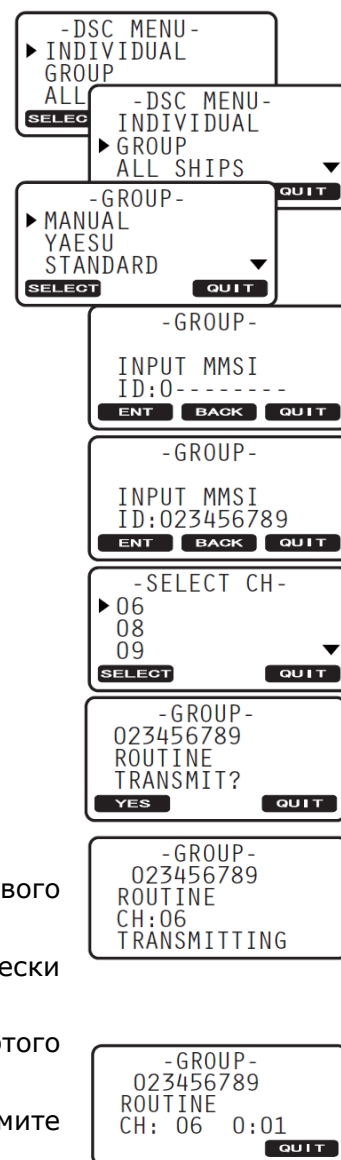 -DSC MENU-
▶INDIVIDUAL
GROUP
ALL
-DSC MENU-
INDIVIDUAL
▶GROUP
ALL SHIPS ▼
QUIT
-GROUP-
▶MANUAL
YAESU
STANDARD ▼
SELECT QUIT
-GROUP-
INPUT MMSI
ID:0--------
ENT BACK QUIT
-GROUP-
INPUT MMSI
ID:023456789
ENT BACK QUIT
-SELECT CH-
▶06
08
09 ▼
SELECT QUIT
-GROUP-
023456789
ROUTINE
TRANSMIT?
YES QUIT
вого
-GROUP-
023456789
ROUTINE
CH:06
TRANSMITTING
ески
этого
мите
-GROUP-
023456789
ROUTINE
CH: 06 0:01
QUIT